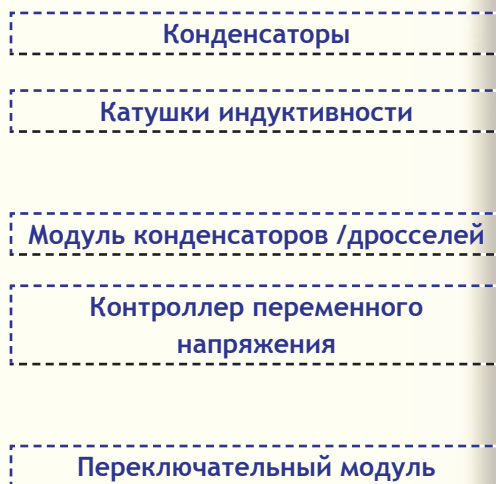 Конденсаторы
Катушки индуктивности
Модуль конденсаторов /дросселей
Контроллер переменного
напряжения
Переключательный модуль